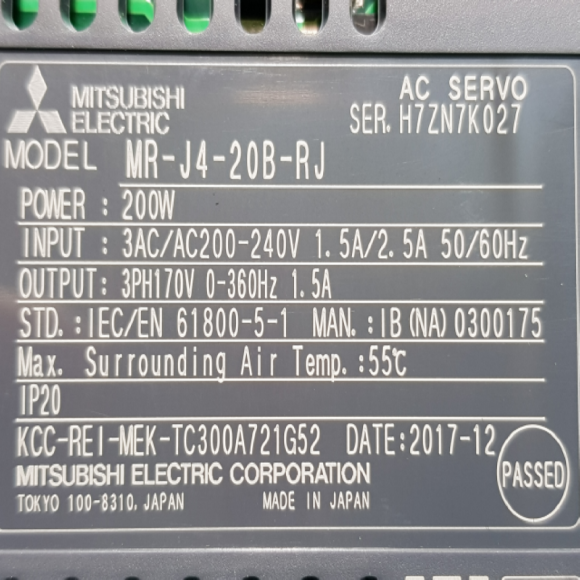 MITSUBISHI
ELECTRIC
AC SERVO
SER. H7ZN7K027
MODEL MR-J4-20B-RJ
POWER : 200W
INPUT : 3AC/AC200-240V 1.5A/2.5A 50/60Hz
OUTPUT: 3PH170V 0-360Hz 1.5A
STD.:IEC/EN 61800-5-1 MAN.:IB(NA)0300175
Max. Surrounding Air Temp.:55℃
IP20
KCC-REI-MEK-TC300A721G52 DATE:2017-12
MITSUBISHI ELECTRIC CORPORATION
TOKYO 100-8310, JAPAN MADE IN JAPAN
PASSED